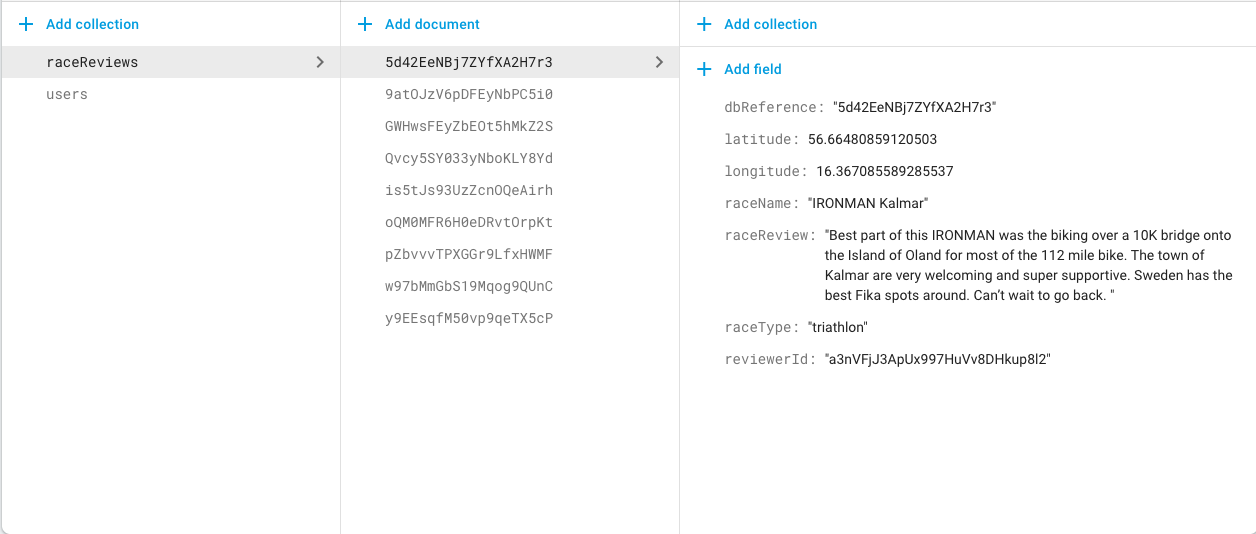 Add collection
raceReviews
users
Add document
5d42EeNBj7ZYfXA2H7r3
9atOJzV6pDFEyNbPC5i0
GWHwsFEyZbEOt5hMkZ2S
Qvcy5SY033yNboKLY8Yd
is5tJs93UzZcnOQeAirh
oQM0MFR6H0eDRvtOrpKt
pZbvvvTPXGGr9LfxHWMF
w97bMmGbS19Mqog9QUnC
y9EEsqfM50vp9qeTX5cP
Add collection
Add field
dbReference: "5d42EeNBj7ZYfXA2H7r3"
latitude: 56.66480859120503
longitude: 16.367085589285537
raceName: "IRONMAN Kalmar"
raceReview: "Best part of this IRONMAN was the biking over a 10K bridge onto
the Island of Oland for most of the 112 mile bike. The town of
Kalmar are very welcoming and super supportive. Sweden has the
best Fika spots around. Can’t wait to go back. "
raceType: "triathlon"
reviewerId: "a3nVFjJ3ApUx997HuVv8DHkup8l2"